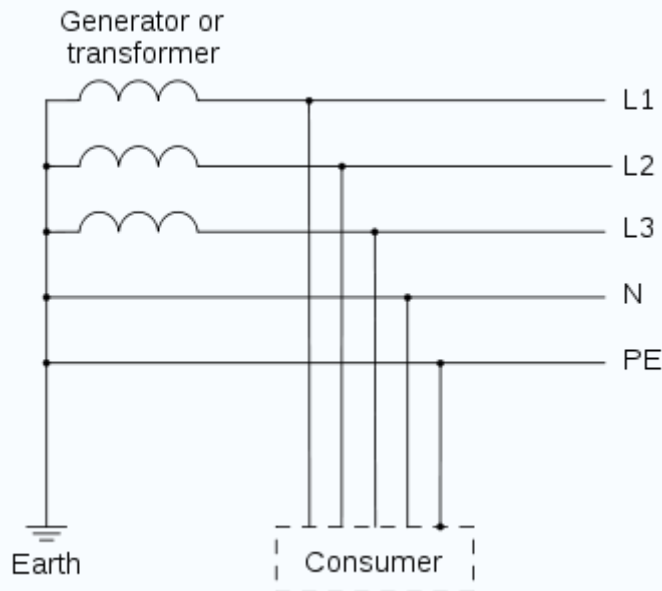 Generator or
transformer
L1
L2
L3
N
PE
Earth
Consumer